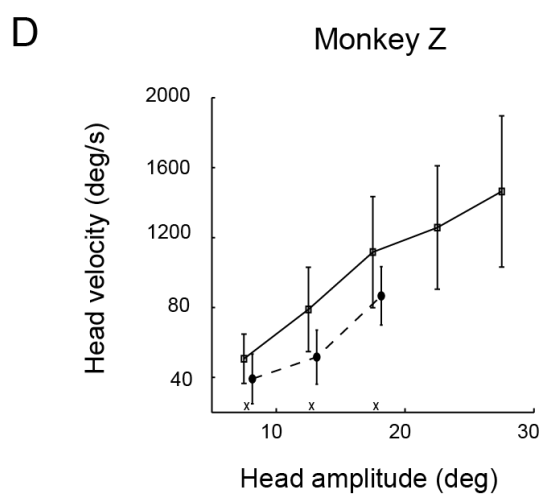 D
Monkey Z
2000
1600
1200
80
40
Head velocity (deg/s)
x x x
10 20 30
Head amplitude (deg)